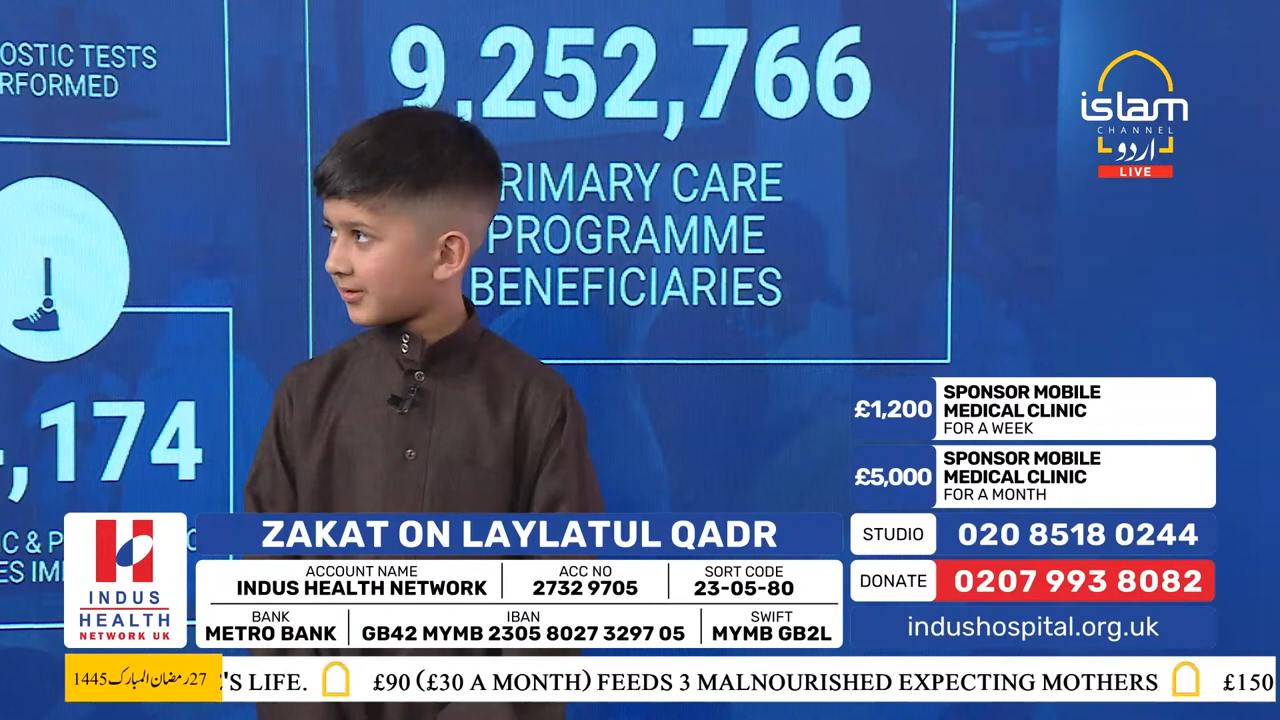 OSTIC TESTS
RFORMED
9,252,766
RIMARY CARE
PROGRAMME
BENEFICIARIES
,174
C & P
ES IM
islam
CHANNEL
اردو
LIVE
£1,200
SPONSOR MOBILE
MEDICAL CLINIC
FOR A WEEK
£5,000
SPONSOR MOBILE
MEDICAL CLINIC
FOR A MONTH
INDUS
HEALTH
NETWORK UK
ZAKAT ON LAYLATUL QADR
ACCOUNT NAME
INDUS HEALTH NETWORK
ACC NO
2732 9705
SORT CODE
23-05-80
BANK
METRO BANK
IBAN
GB42 MYMB 2305 8027 3297 05
SWIFT
MYMB GB2L
STUDIO 020 8518 0244
DONATE 0207 993 8082
indushospital.org.uk
27 رمضان المبارک 1445
'S LIFE. £90 (£30 A MONTH) FEEDS 3 MALNOURISHED EXPECTING MOTHERS £150